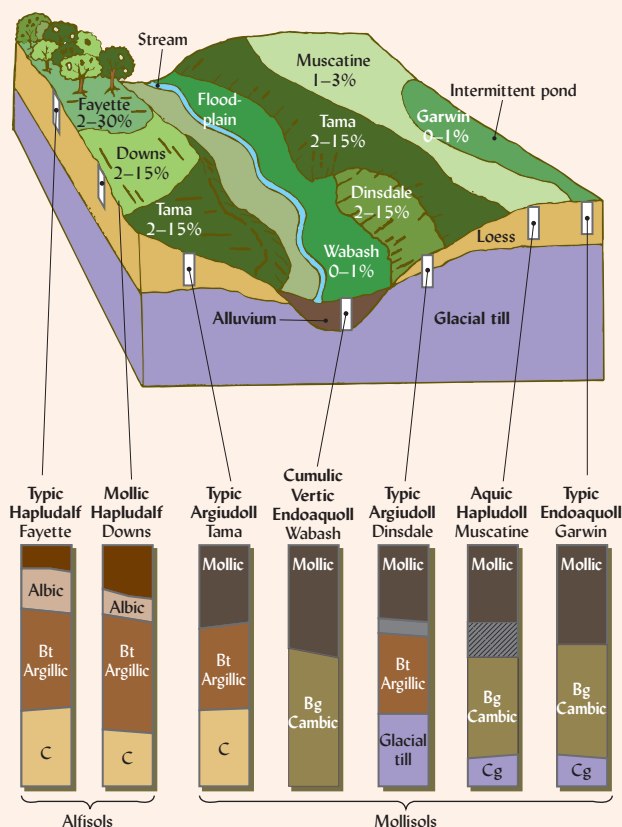 Stream
Muscatine
1–3%
Intermittent pond
Fayette
2–30%
Flood-
plain
Tama
2–15%
Garwin
0–1%
Downs
2–15%
Dinsdale
2–15%
Tama
2–15%
Wabash
0–1%
Loess
Alluvium
Glacial till
Typic
Hapludalf
Fayette
Mollic
Hapludalf
Downs
Typic
Argiudoll
Tama
Cumulic
Vertic
Endoaquoll
Wabash
Typic
Argiudoll
Dinsdale
Aquic
Hapludoll
Muscatine
Typic
Endoaquoll
Garwin
Albic
Bt
Argillic
C
Albic
Bt
Argillic
C
Mollic
Bt
Argillic
C
Mollic
Bg
Cambic
Mollic
Bt
Argillic
Glacial
till
Mollic
Bg
Cambic
Cg
Mollic
Bg
Cambic
Cg
Alfisols
Mollisols